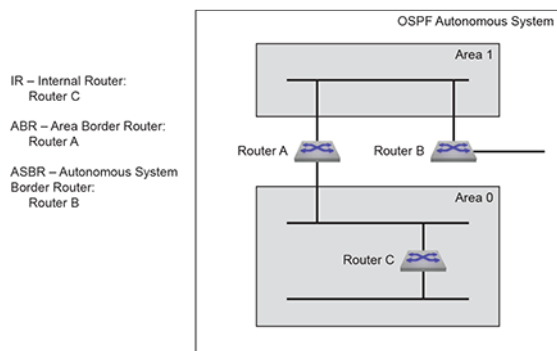 OSPF Autonomous System
Area 1
IR – Internal Router:
Router C
ABR – Area Border Router:
Router A
ASBR – Autonomous System
Border Router:
Router B
Router A
Router B
Area 0
Router C